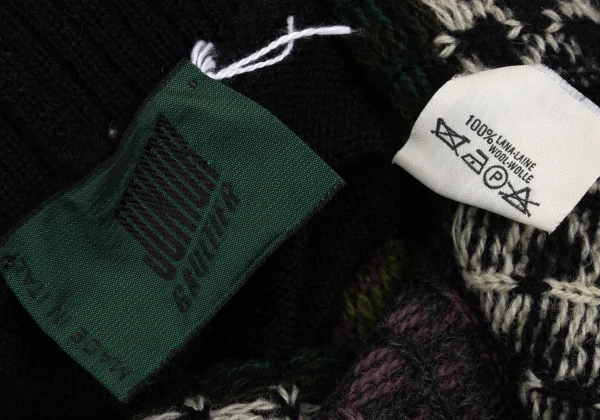 JUNIOR
GAULTIER
MADE IN ITALY
100% LANA-LAINE
WOOL-WOLLE
P